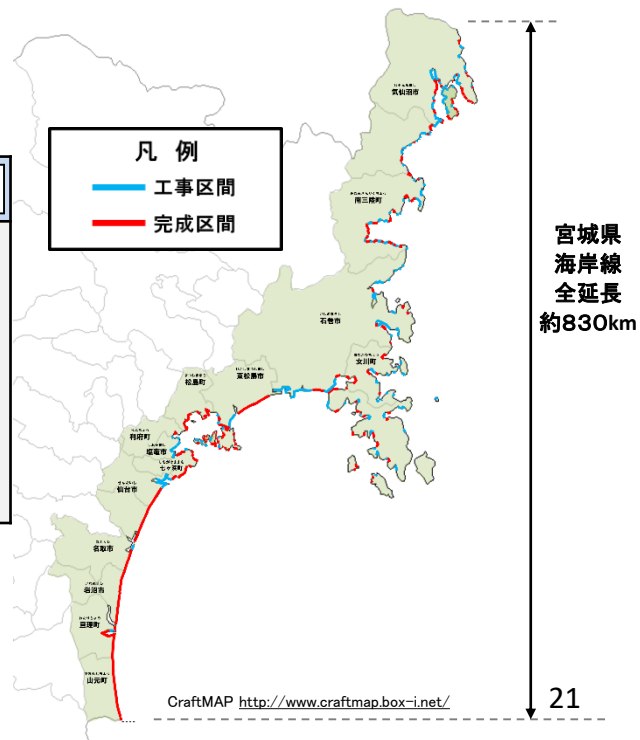 凡 例
工事区間
完成区間
気仙沼市
南三陸町
石巻市
女川町
東松島市
松島町
利府町
塩竈市
七ヶ浜町
仙台市
名取市
岩沼市
亘理町
山元町
宮城県
海岸線
全延長
約830km
CraftMAP http://www.craftmap.box-i.net/
21